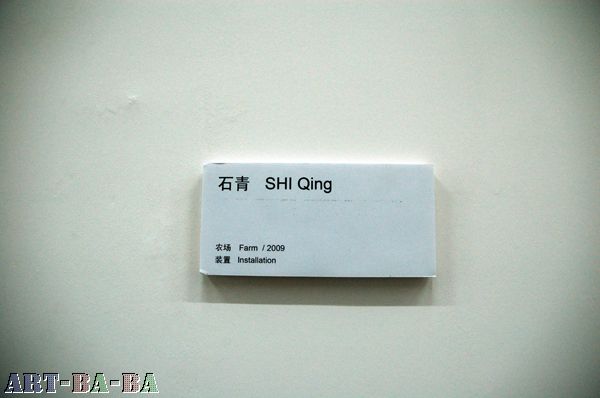 石青 SHI Qing
农场 Farm / 2009
装置 Installation
ART-BA-BA